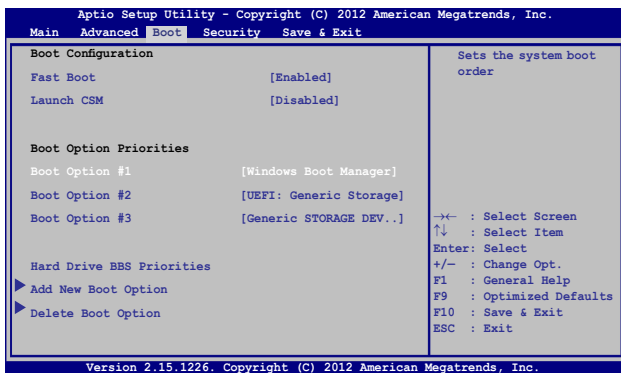 Aptio Setup Utility - Copyright (C) 2012 American Megatrends, Inc.
Main Advanced Boot Security Save & Exit
Boot Configuration
Fast Boot [Enabled]
Launch CSM [Disabled]
Boot Option Priorities
Boot Option #1 [Windows Boot Manager]
Boot Option #2 [UEFI: Generic Storage]
Boot Option #3 [Generic STORAGE DEV..]
Hard Drive BBS Priorities
Add New Boot Option
Delete Boot Option
Sets the system boot
order
→← : Select Screen
↑↓ : Select Item
Enter: Select
+/— : Change Opt.
F1 : General Help
F9 : Optimized Defaults
F10 : Save & Exit
ESC : Exit
Version 2.15.1226. Copyright (C) 2012 American Megatrends, Inc.